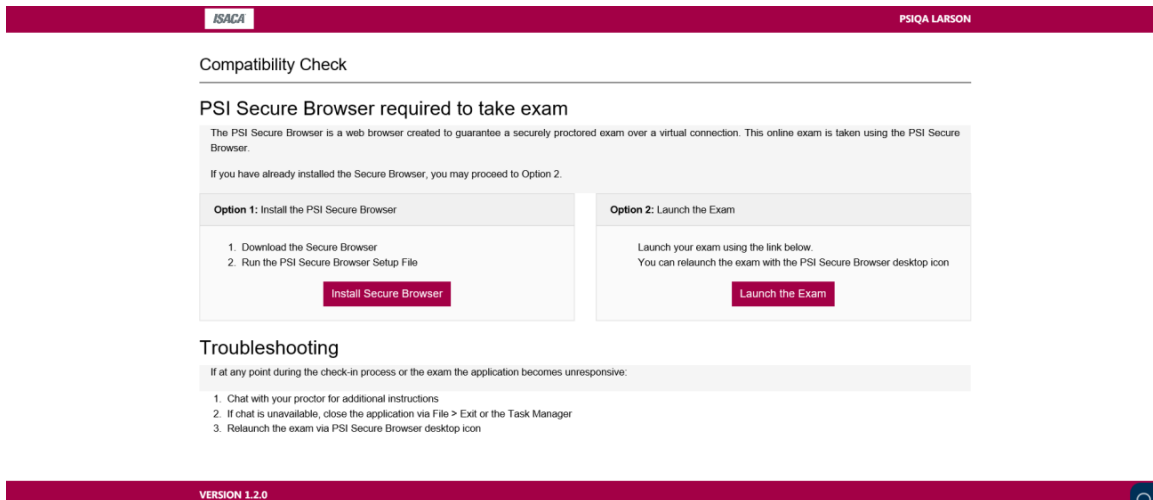 ISACA
PSIQA LARSON
Compatibility Check
PSI Secure Browser required to take exam
The PSI Secure Browser is a web browser created to guarantee a securely proctored exam over a virtual connection. This online exam is taken using the PSI Secure
Browser.
If you have already installed the Secure Browser, you may proceed to Option 2.
Option 1: Install the PSI Secure Browser
1. Download the Secure Browser
2. Run the PSI Secure Browser Setup File
Install Secure Browser
Option 2: Launch the Exam
Launch your exam using the link below.
You can relaunch the exam with the PSI Secure Browser desktop icon
Launch the Exam
Troubleshooting
If at any point during the check-in process or the exam the application becomes unresponsive:
1. Chat with your proctor for additional instructions
2. If chat is unavailable, close the application via File > Exit or the Task Manager
3. Relaunch the exam via PSI Secure Browser desktop icon
VERSION 1.2.0